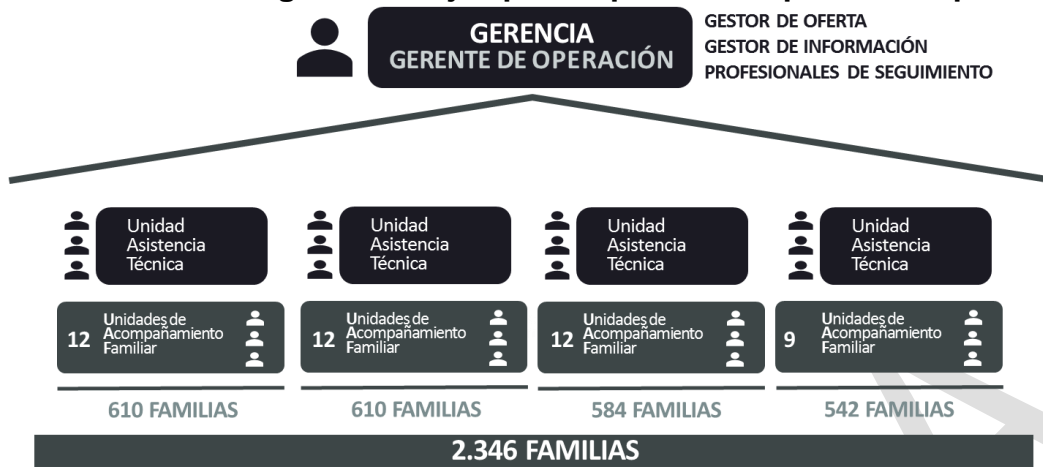 GERENCIA
GERENTE DE OPERACIÓN
GESTOR DE OFERTA
GESTOR DE INFORMACIÓN
PROFESIONALES DE SEGUIMIENTO
Unidad
Asistencia
Técnica
Unidad
Asistencia
Técnica
Unidad
Asistencia
Técnica
Unidad
Asistencia
Técnica
12 Unidades de
Acompañamiento
Familiar
12 Unidades de
Acompañamiento
Familiar
12 Unidades de
Acompañamiento
Familiar
9 Unidades de
Acompañamiento
Familiar
610 FAMILIAS
610 FAMILIAS
584 FAMILIAS
542 FAMILIAS
2.346 FAMILIAS